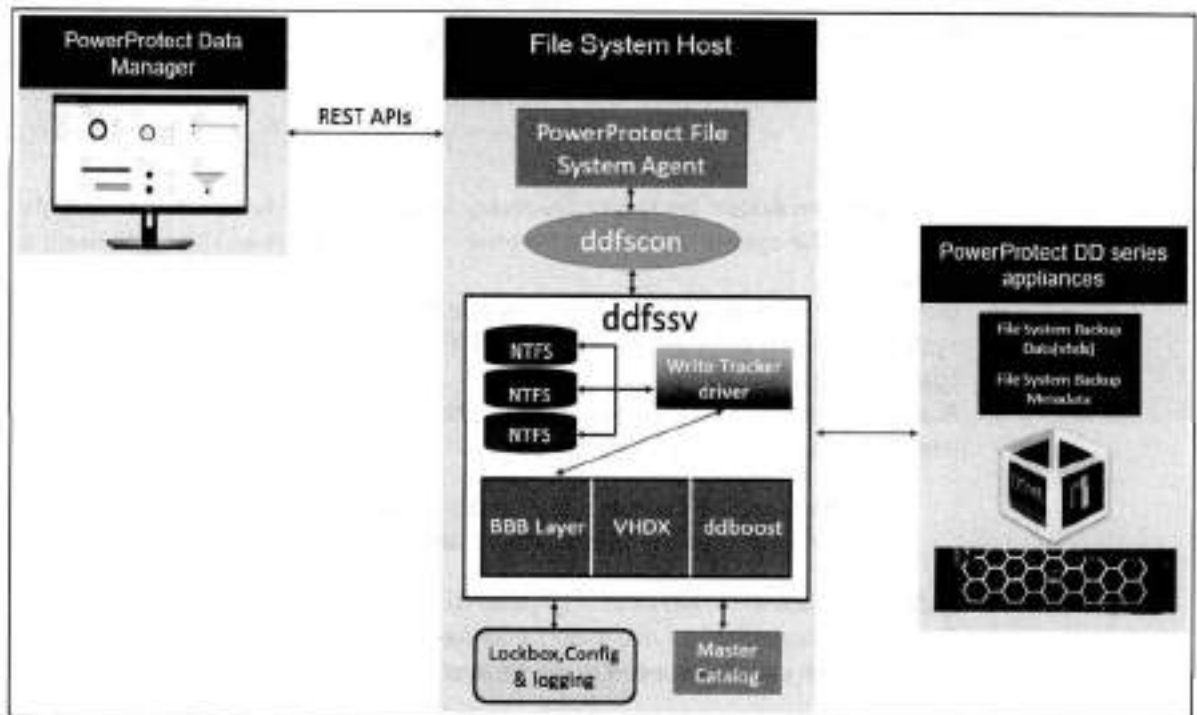 PowerProtect Data
Manager
REST APIs
File System Host
PowerProtect File
System Agent
ddfscon
ddfssv
NTFS
NTFS
NTFS
Write Tracker
driver
BBB Layer
VHDX
ddboost
Lockbox,Config
& logging
Master
Catalog
PowerProtect DD series
appliances
File System Backup
Data(vhdx)
File System Backup
Metadata